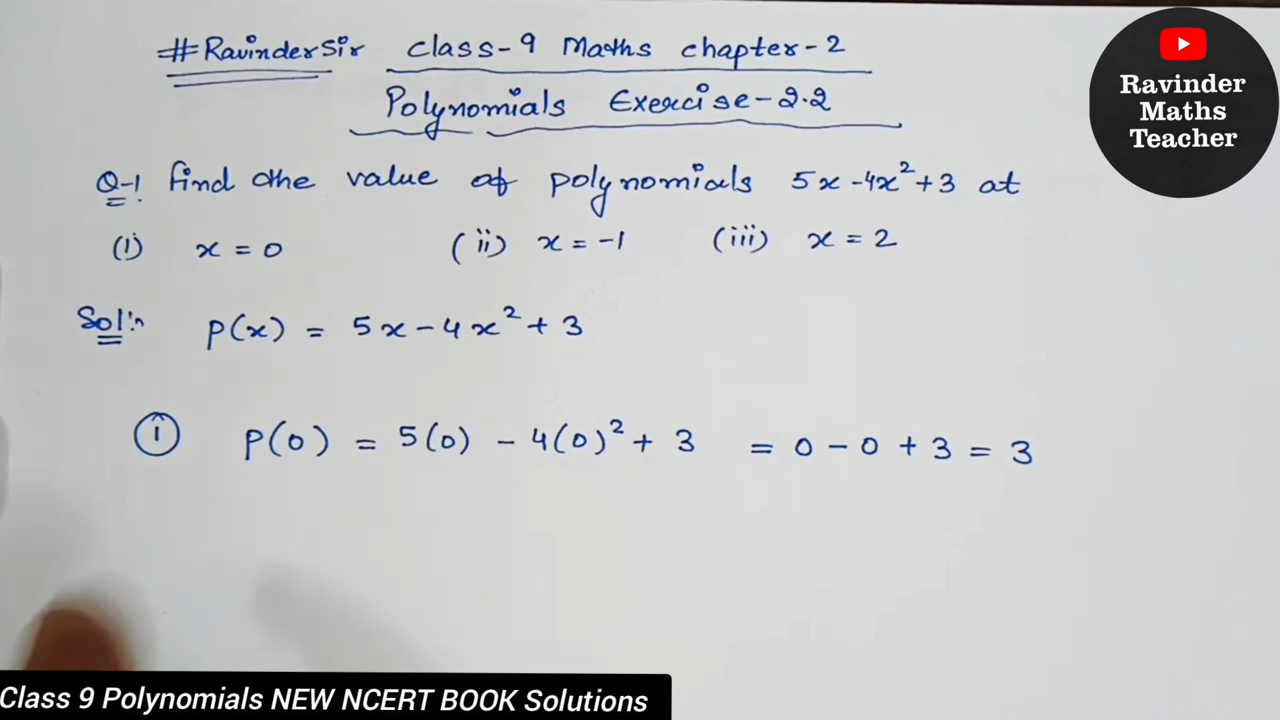 #RavinderSir class-9 Maths chapter-2
Polynomials Exercise-2.2
Ravinder
Maths
Teacher
Q-1. find the value of polynomials 5x-4x²+3 at
(i) x = 0 (ii) x = -1 (iii) x = 2
Sol'n P(x) = 5x - 4x² + 3
(i) P(0) = 5(0) - 4(0)² + 3 = 0 - 0 + 3 = 3
Class 9 Polynomials NEW NCERT BOOK Solutions